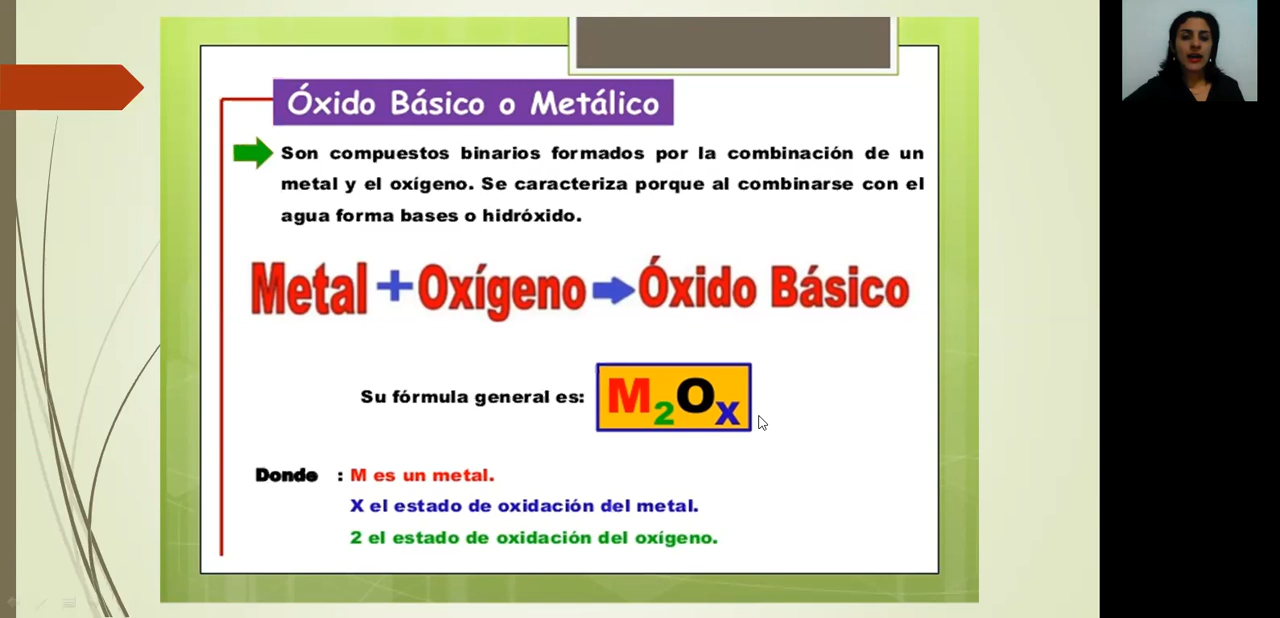 Óxido Básico o Metálico
Son compuestos binarios formados por la combinación de un
metal y el oxígeno. Se caracteriza porque al combinarse con el
agua forma bases o hidróxido.
Metal + Oxígeno Óxido Básico
Su fórmula general es: M2OX
Donde : M es un metal.
X el estado de oxidación del metal.
2 el estado de oxidación del oxígeno.